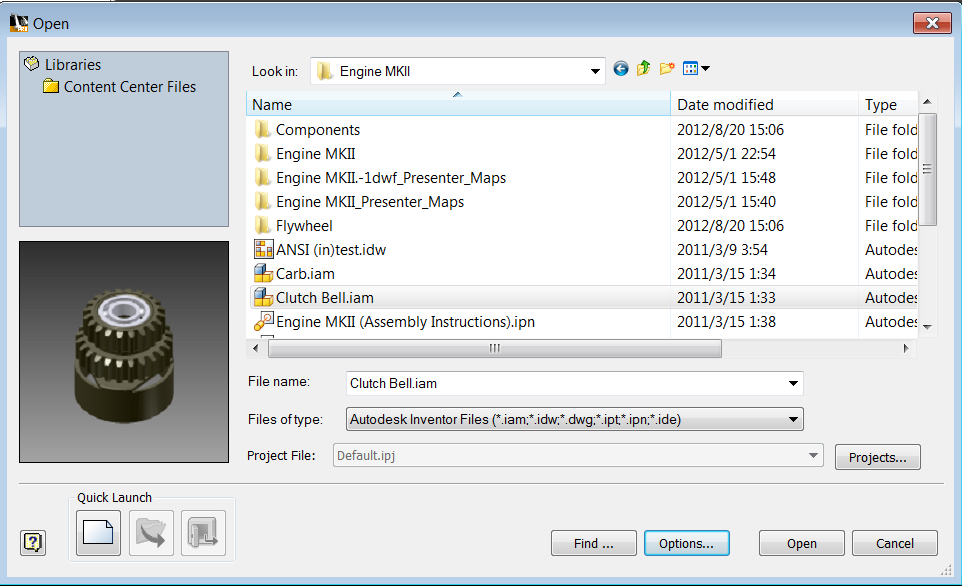 Open
Libraries
Content Center Files
Look in: Engine MKII
Name Date modified Type
Components 2012/8/20 15:06 File fold
Engine MKII 2012/5/1 22:54 File fold
Engine MKII.-1dwf_Presenter_Maps 2012/5/1 15:48 File fold
Engine MKII_Presenter_Maps 2012/5/1 15:40 File fold
Flywheel 2012/8/20 15:06 File fold
ANSI (in)test.idw 2011/3/9 3:54 Autodes
Carb.iam 2011/3/15 1:34 Autodes
Clutch Bell.iam 2011/3/15 1:33 Autodes
Engine MKII (Assembly Instructions).ipn 2011/3/15 1:38 Autodes
File name: Clutch Bell.iam
Files of type: Autodesk Inventor Files (*.iam;*.idw;*.dwg;*.ipt;*.ipn;*.ide)
Project File: Default.ipj Projects...
Quick Launch
Find ... Options... Open Cancel